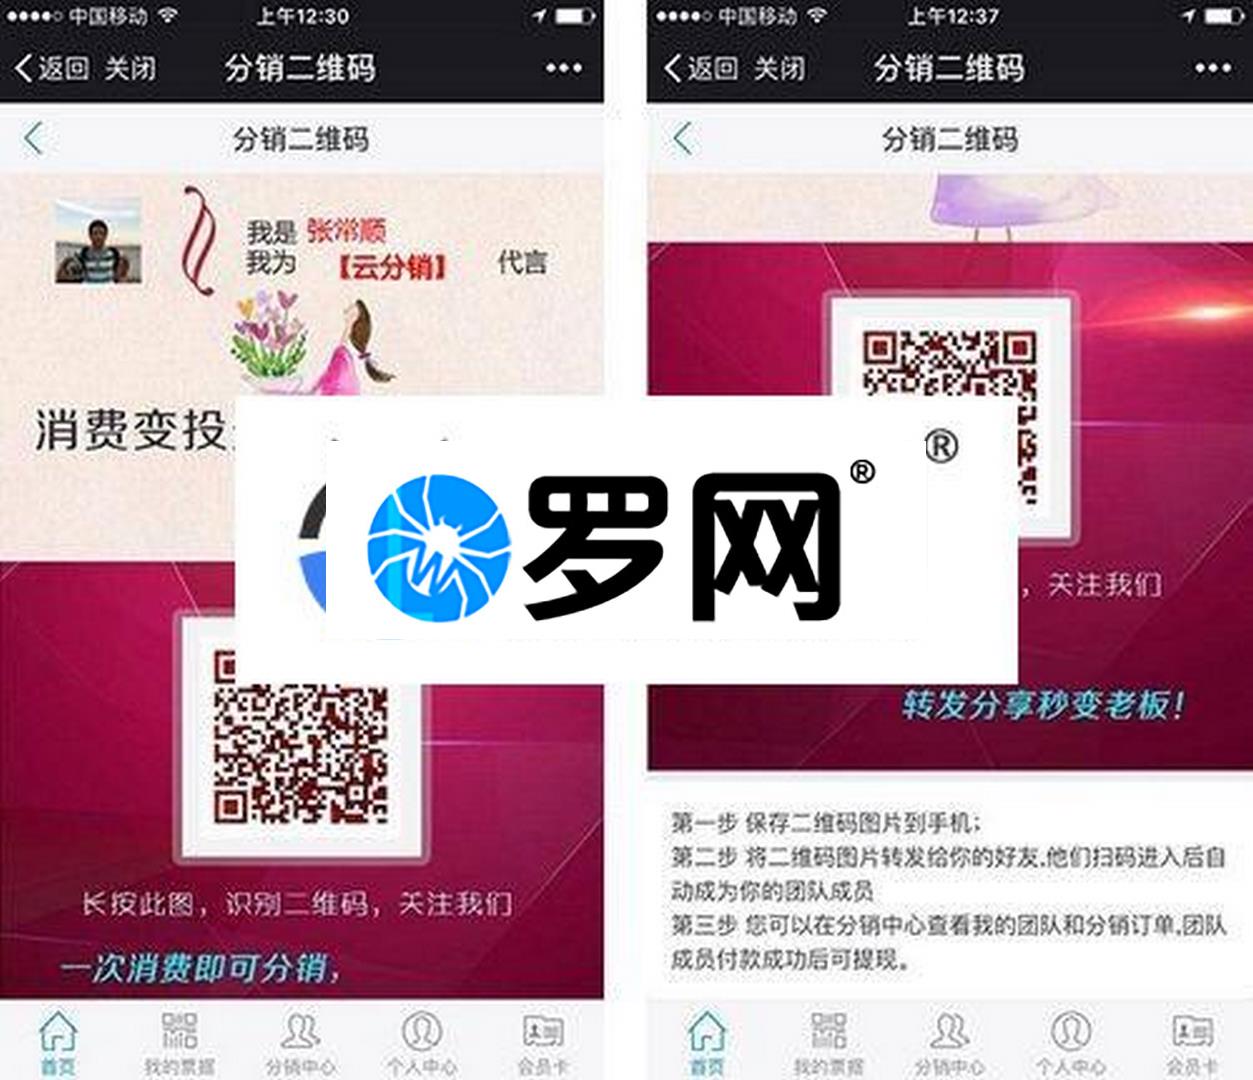 中国移动 上午12:30
返回 关闭 分销二维码
分销二维码
我是 张常顺
我为 【云分销】 代言
消费变投
长按此图，识别二维码，关注我们
一次消费即可分销，
首页 我的票据 分销中心 个人中心 会员卡
中国移动 上午12:37
返回 关闭 分销二维码
分销二维码
，关注我们
转发分享秒变老板！
第一步 保存二维码图片到手机；
第二步 将二维码图片转发给你的好友,他们扫码进入后自
动成为你的团队成员
第三步 您可以在分销中心查看我的团队和分销订单,团队
成员付款成功后可提现。
首页 我的票据 分销中心 个人中心 会员卡
®
罗网®